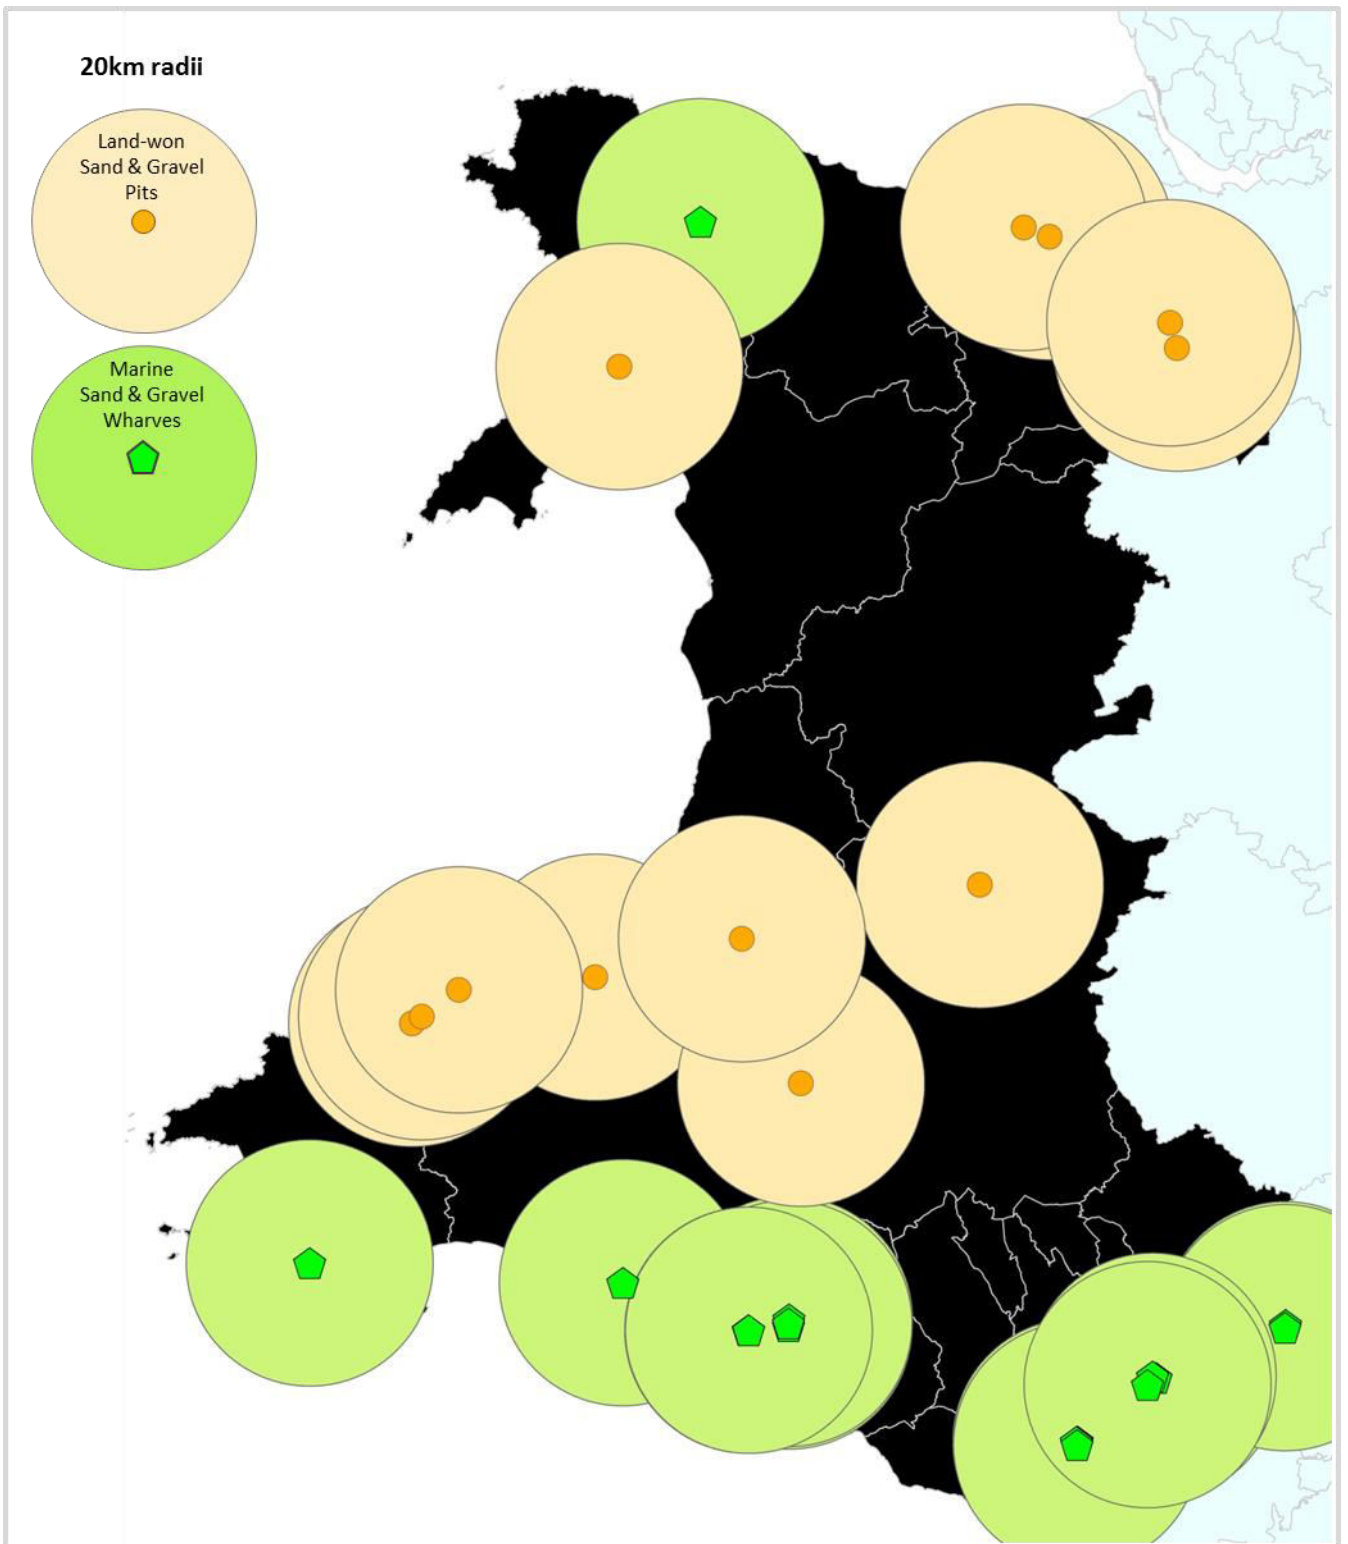 20km radii
Land-won
Sand & Gravel
Pits
Marine
Sand & Gravel
Wharves